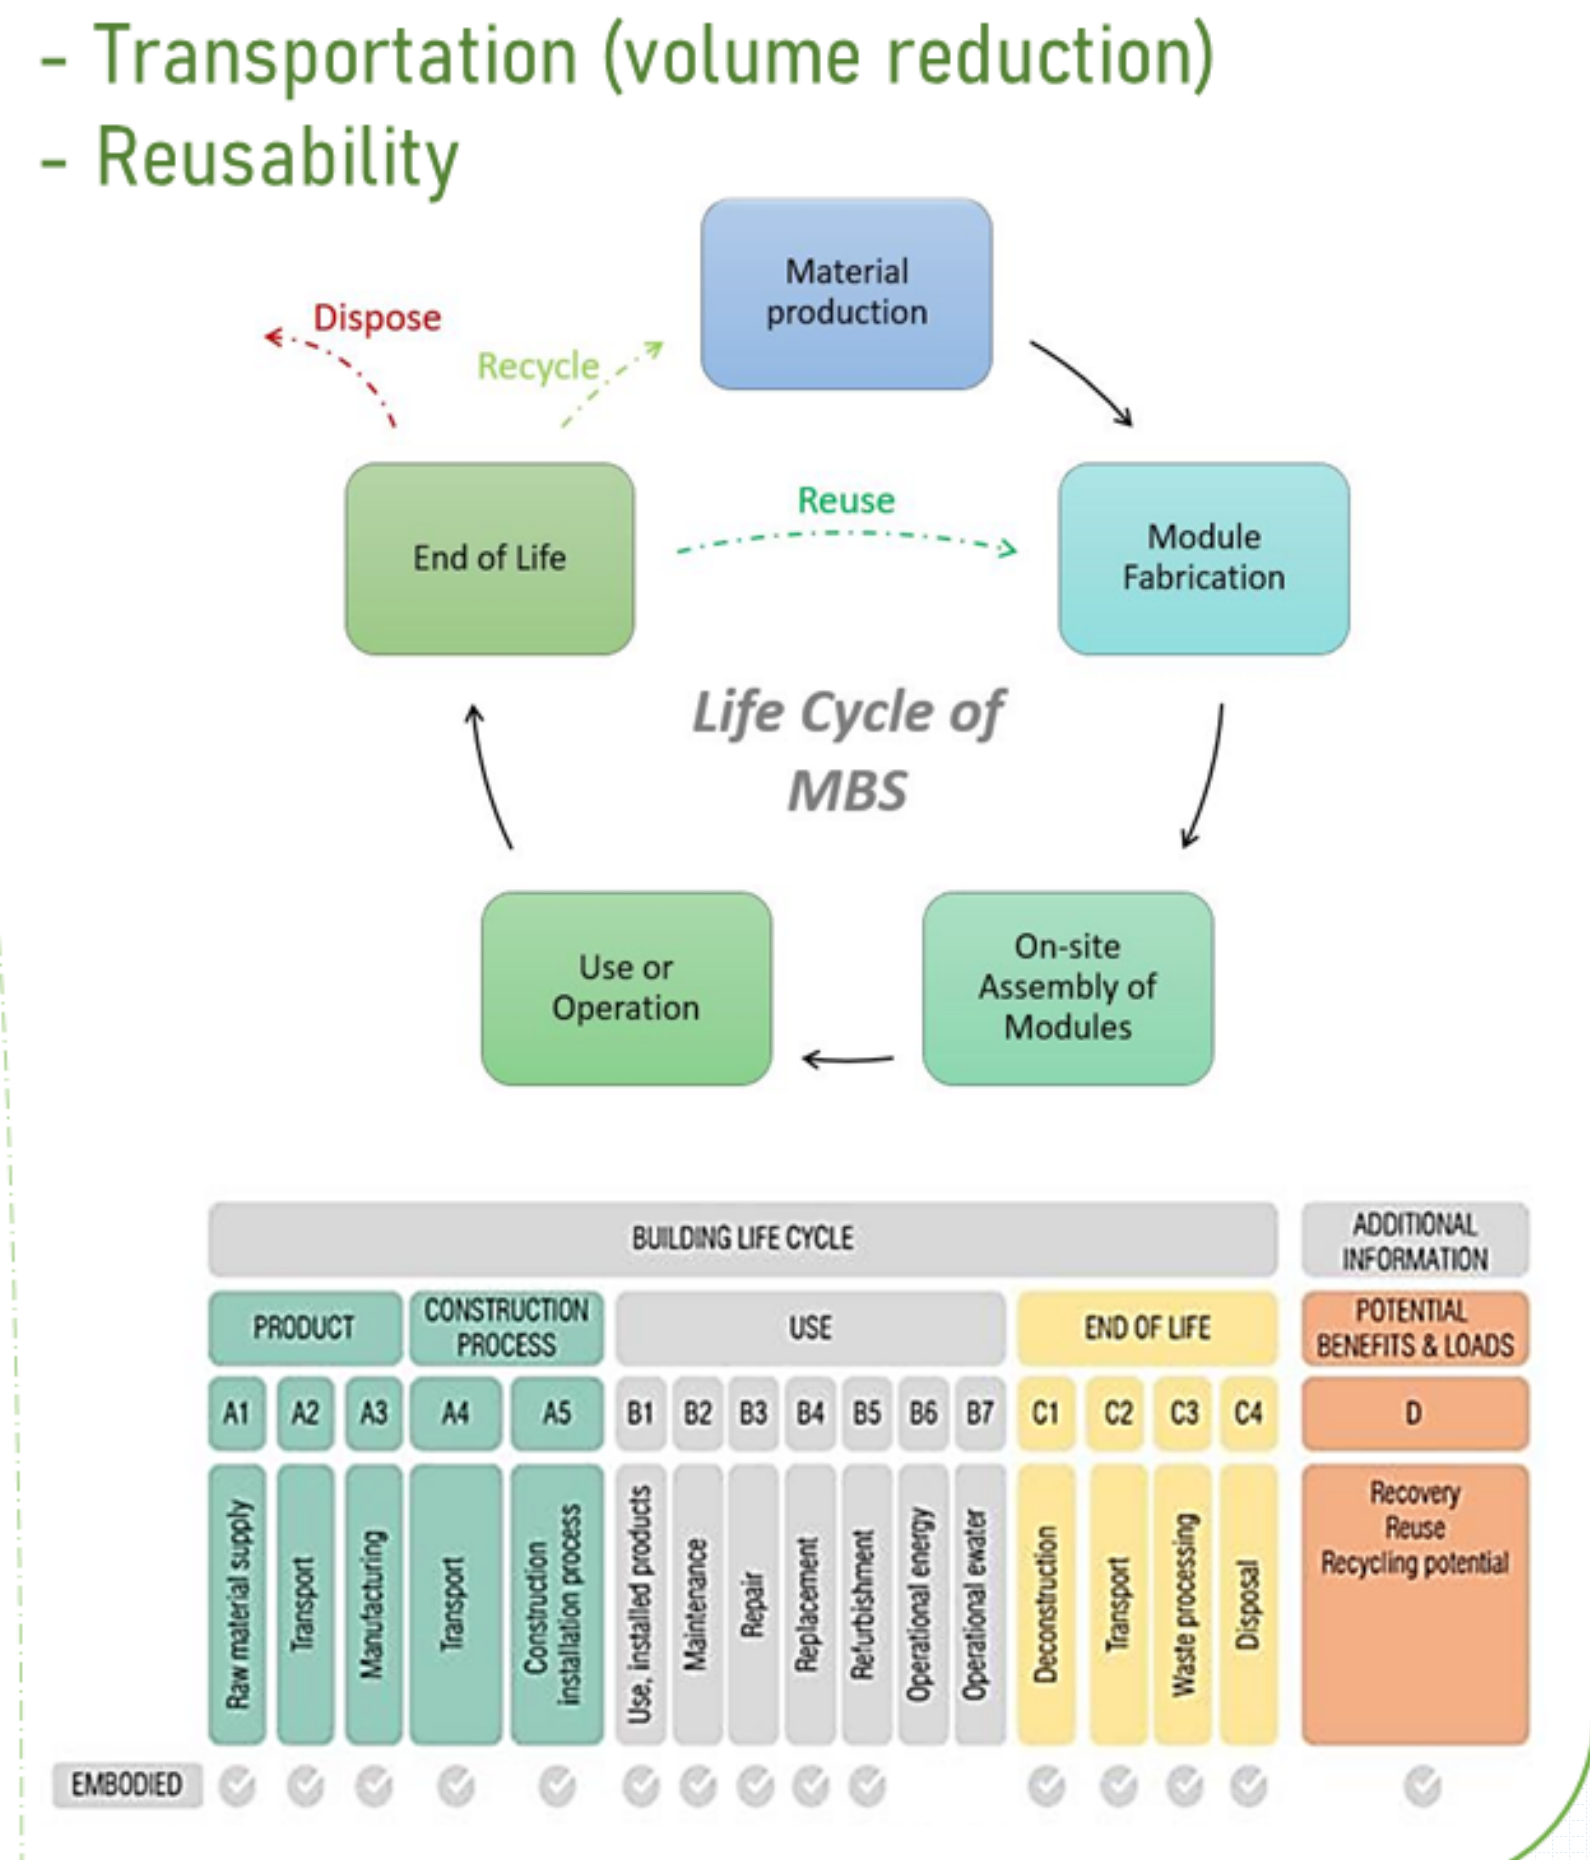 - Transportation (volume reduction)
- Reusability
Material
production
Dispose
Recycle
End of Life
Reuse
Module
Fabrication
Life Cycle of
MBS
Use or
Operation
On-site
Assembly of
Modules
BUILDING LIFE CYCLE
ADDITIONAL
INFORMATION
PRODUCT
CONSTRUCTION
PROCESS
USE
END OF LIFE
POTENTIAL
BENEFITS & LOADS
A1 A2 A3 A4 A5 B1 B2 B3 B4 B5 B6 B7 C1 C2 C3 C4 D
Raw material supply
Transport
Manufacturing
Transport
Construction
installation process
Use, installed products
Maintenance
Repair
Replacement
Refurbishment
Operational energy
Operational ewater
Deconstruction
Transport
Waste processing
Disposal
Recovery
Reuse
Recycling potential
EMBODIED